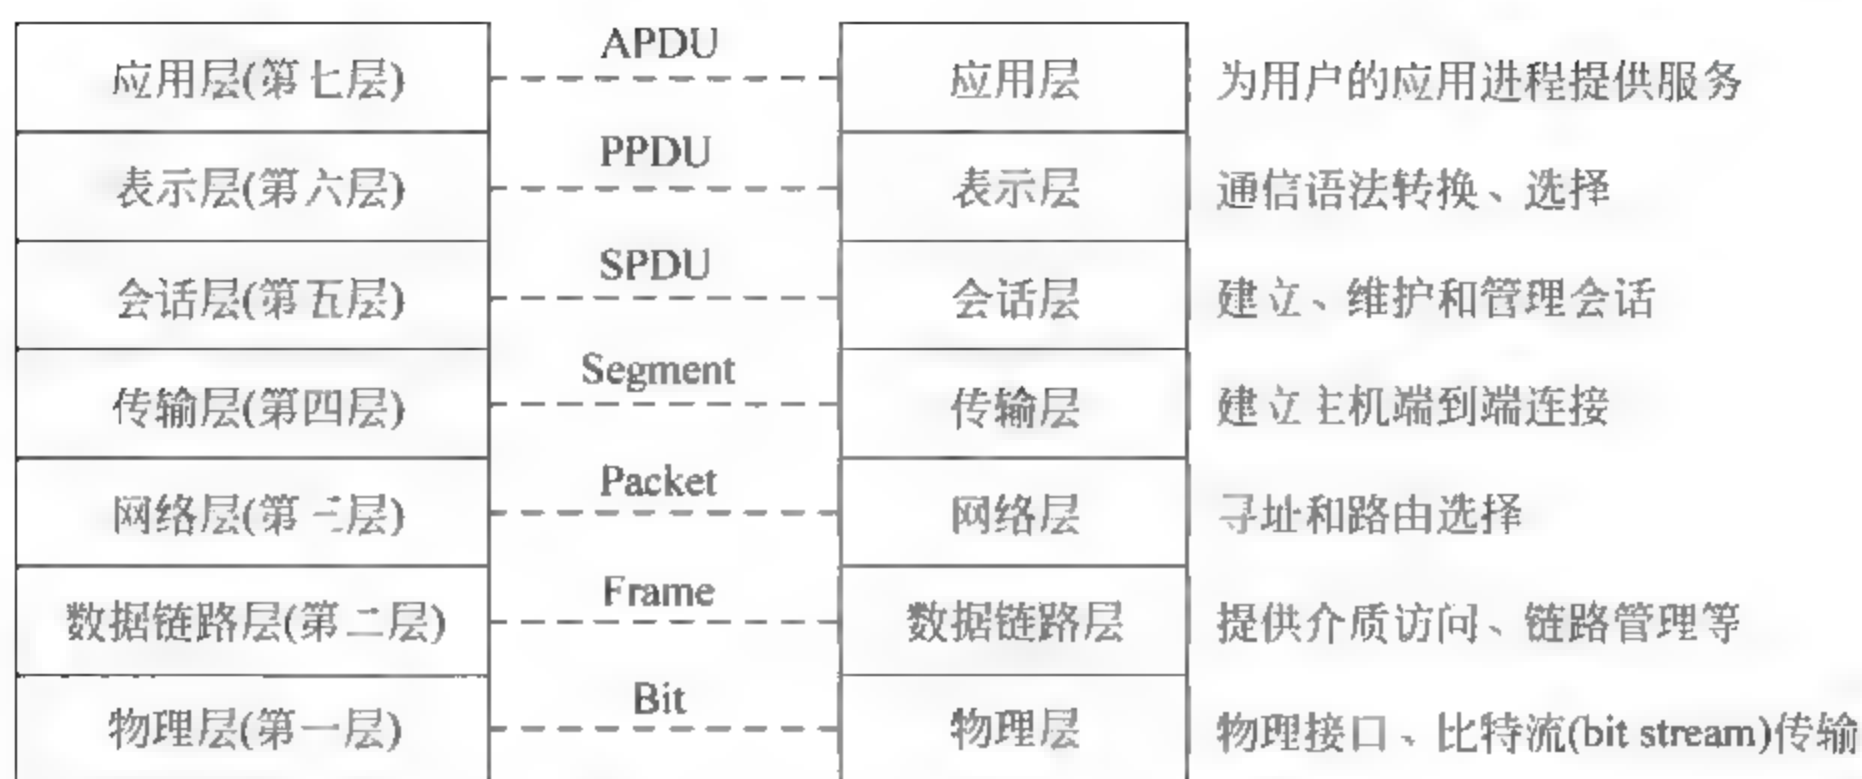 应用层(第七层) APDU 应用层 为用户的应用进程提供服务
表示层(第六层) PPDU 表示层 通信语法转换、选择
会话层(第五层) SPDU 会话层 建立、维护和管理会话
传输层(第四层) Segment 传输层 建立主机端到端连接
网络层(第三层) Packet 网络层 寻址和路由选择
数据链路层(第二层) Frame 数据链路层 提供介质访问、链路管理等
物理层(第一层) Bit 物理层 物理接口、比特流(bit stream)传输